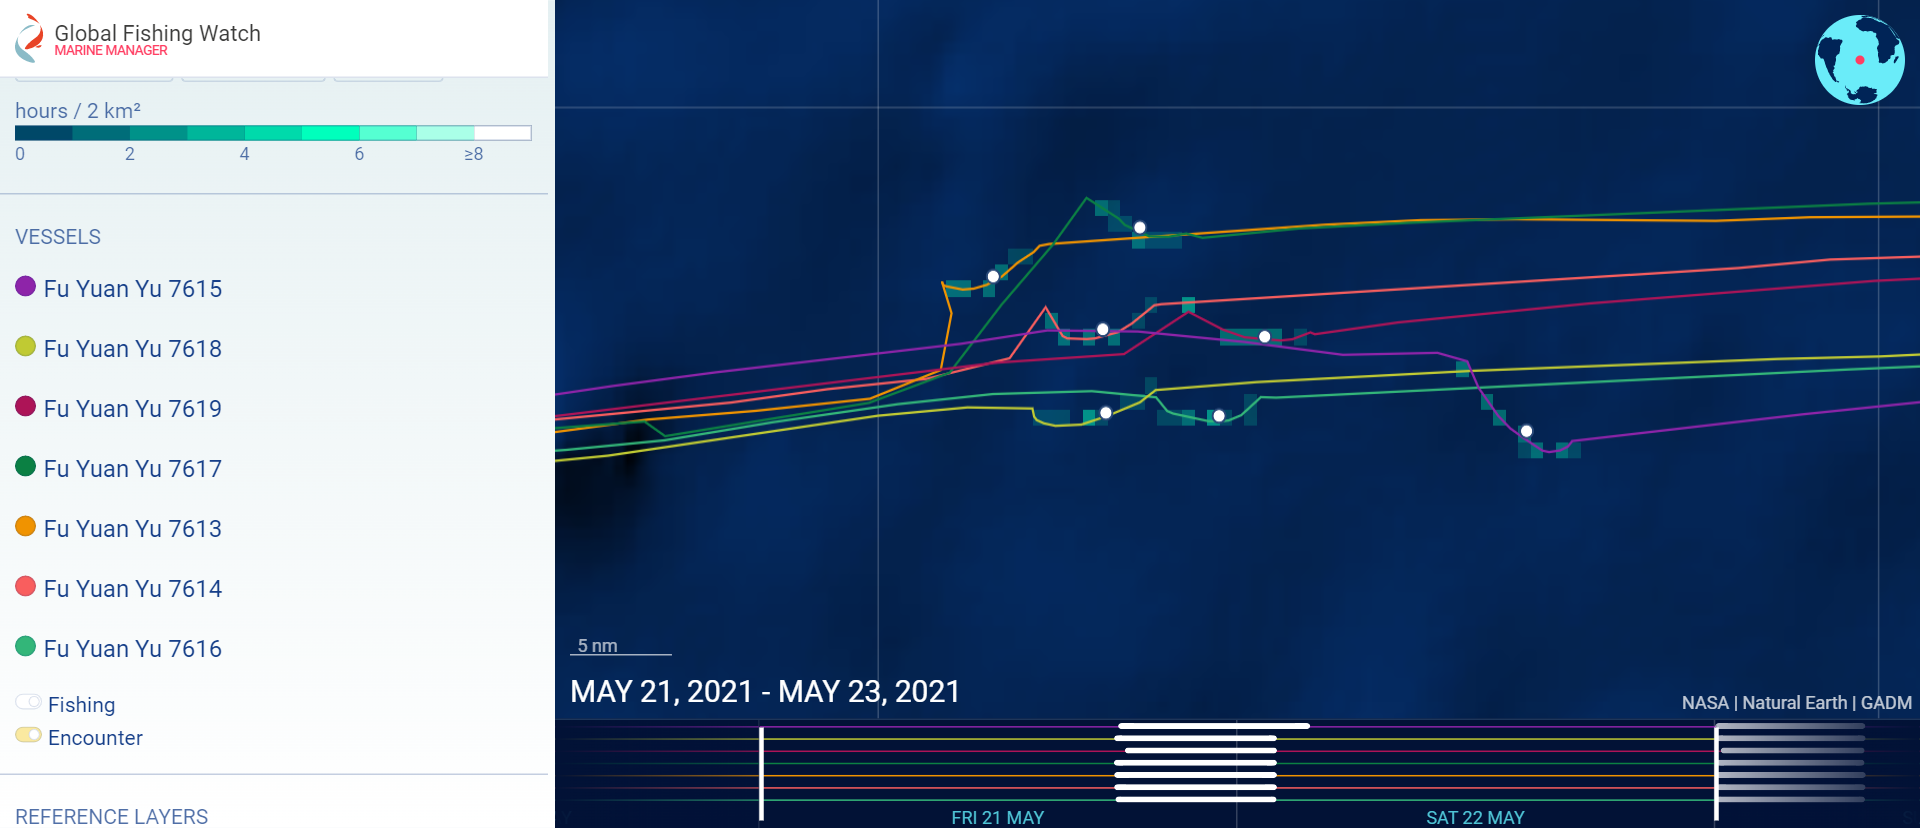 Global Fishing Watch
MARINE MANAGER
hours / 2 km²
0 2 4 6 ≥8
VESSELS
Fu Yuan Yu 7615
Fu Yuan Yu 7618
Fu Yuan Yu 7619
Fu Yuan Yu 7617
Fu Yuan Yu 7613
Fu Yuan Yu 7614
Fu Yuan Yu 7616
Fishing
Encounter
REFERENCE LAYERS
5 nm
MAY 21, 2021 - MAY 23, 2021
NASA | Natural Earth | GADM
FRI 21 MAY SAT 22 MAY